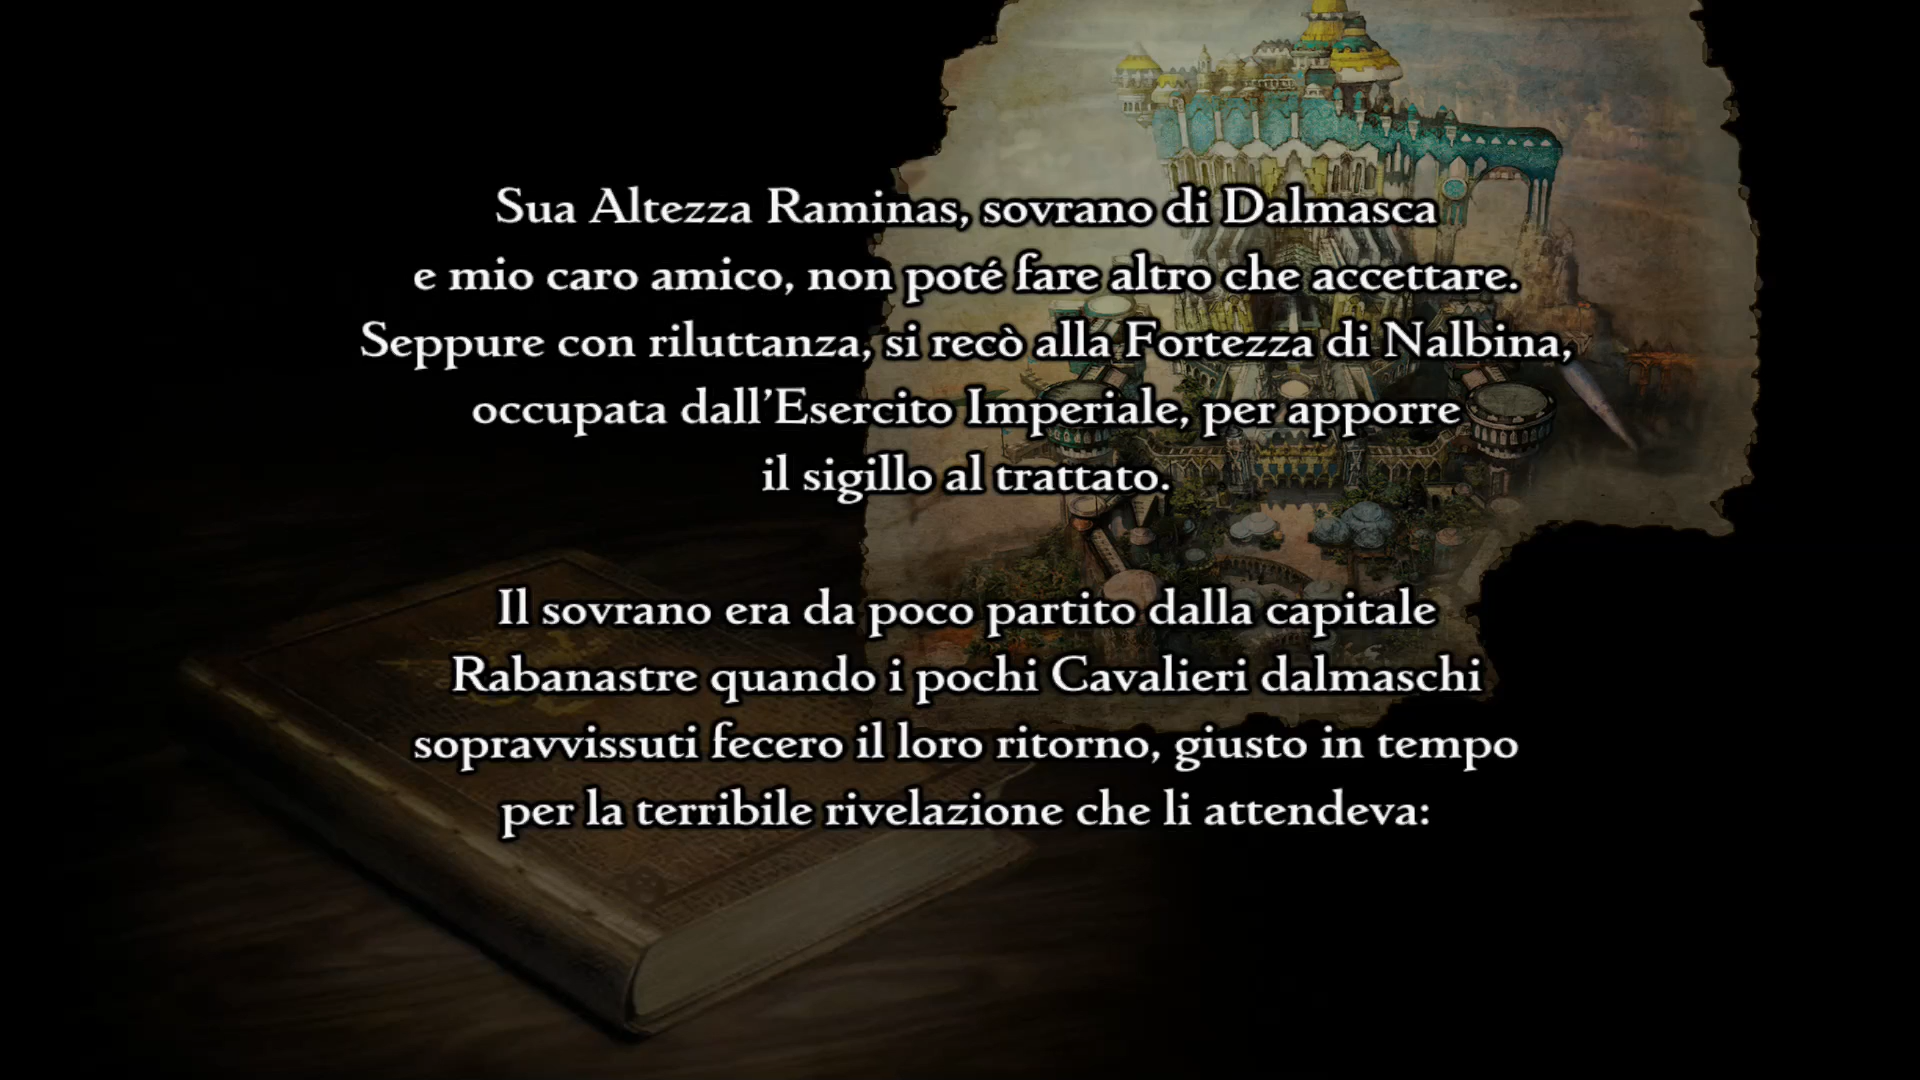 Sua Altezza Raminas, sovrano di Dalmasca
e mio caro amico, non poté fare altro che accettare.
Seppure con riluttanza, si recò alla Fortezza di Nalbina,
occupata dall’Esercito Imperiale, per apporre
il sigillo al trattato.
Il sovrano era da poco partito dalla capitale
Rabanastre quando i pochi Cavalieri dalmaschi
sopravvissuti fecero il loro ritorno, giusto in tempo
per la terribile rivelazione che li attendeva: